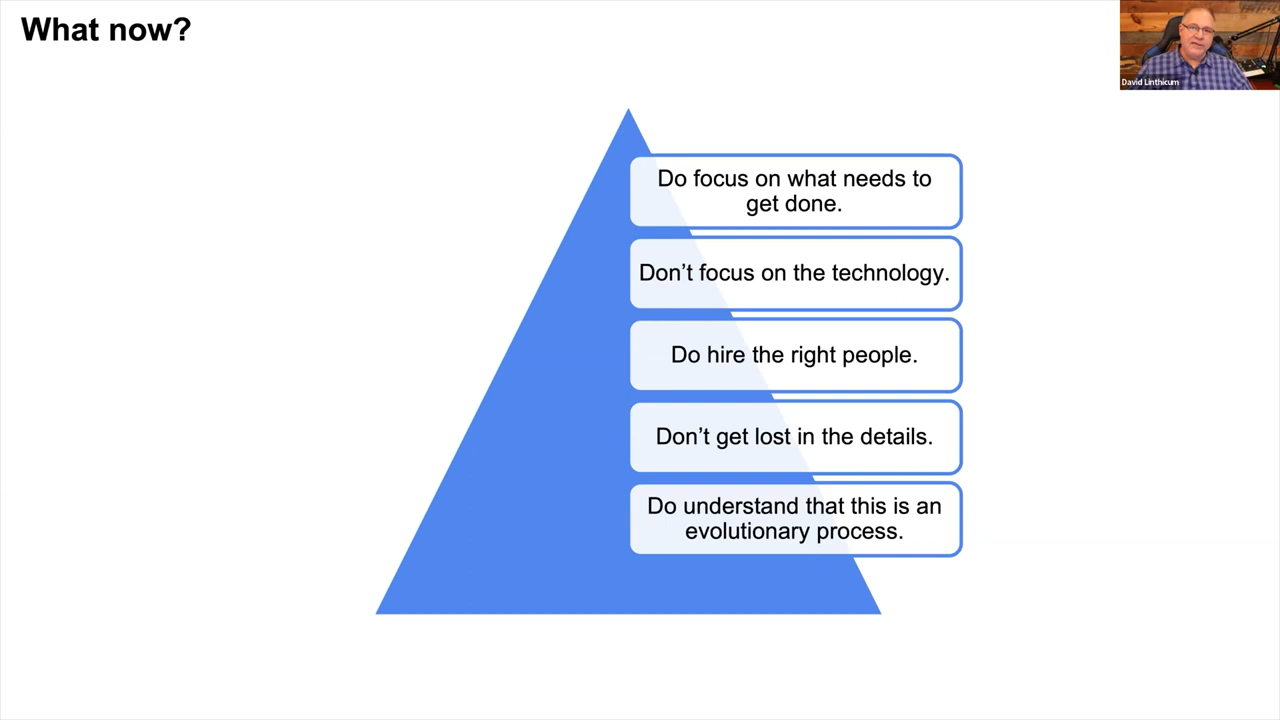 What now?
David Linthicum
Do focus on what needs to
get done.
Don’t focus on the technology.
Do hire the right people.
Don’t get lost in the details.
Do understand that this is an
evolutionary process.